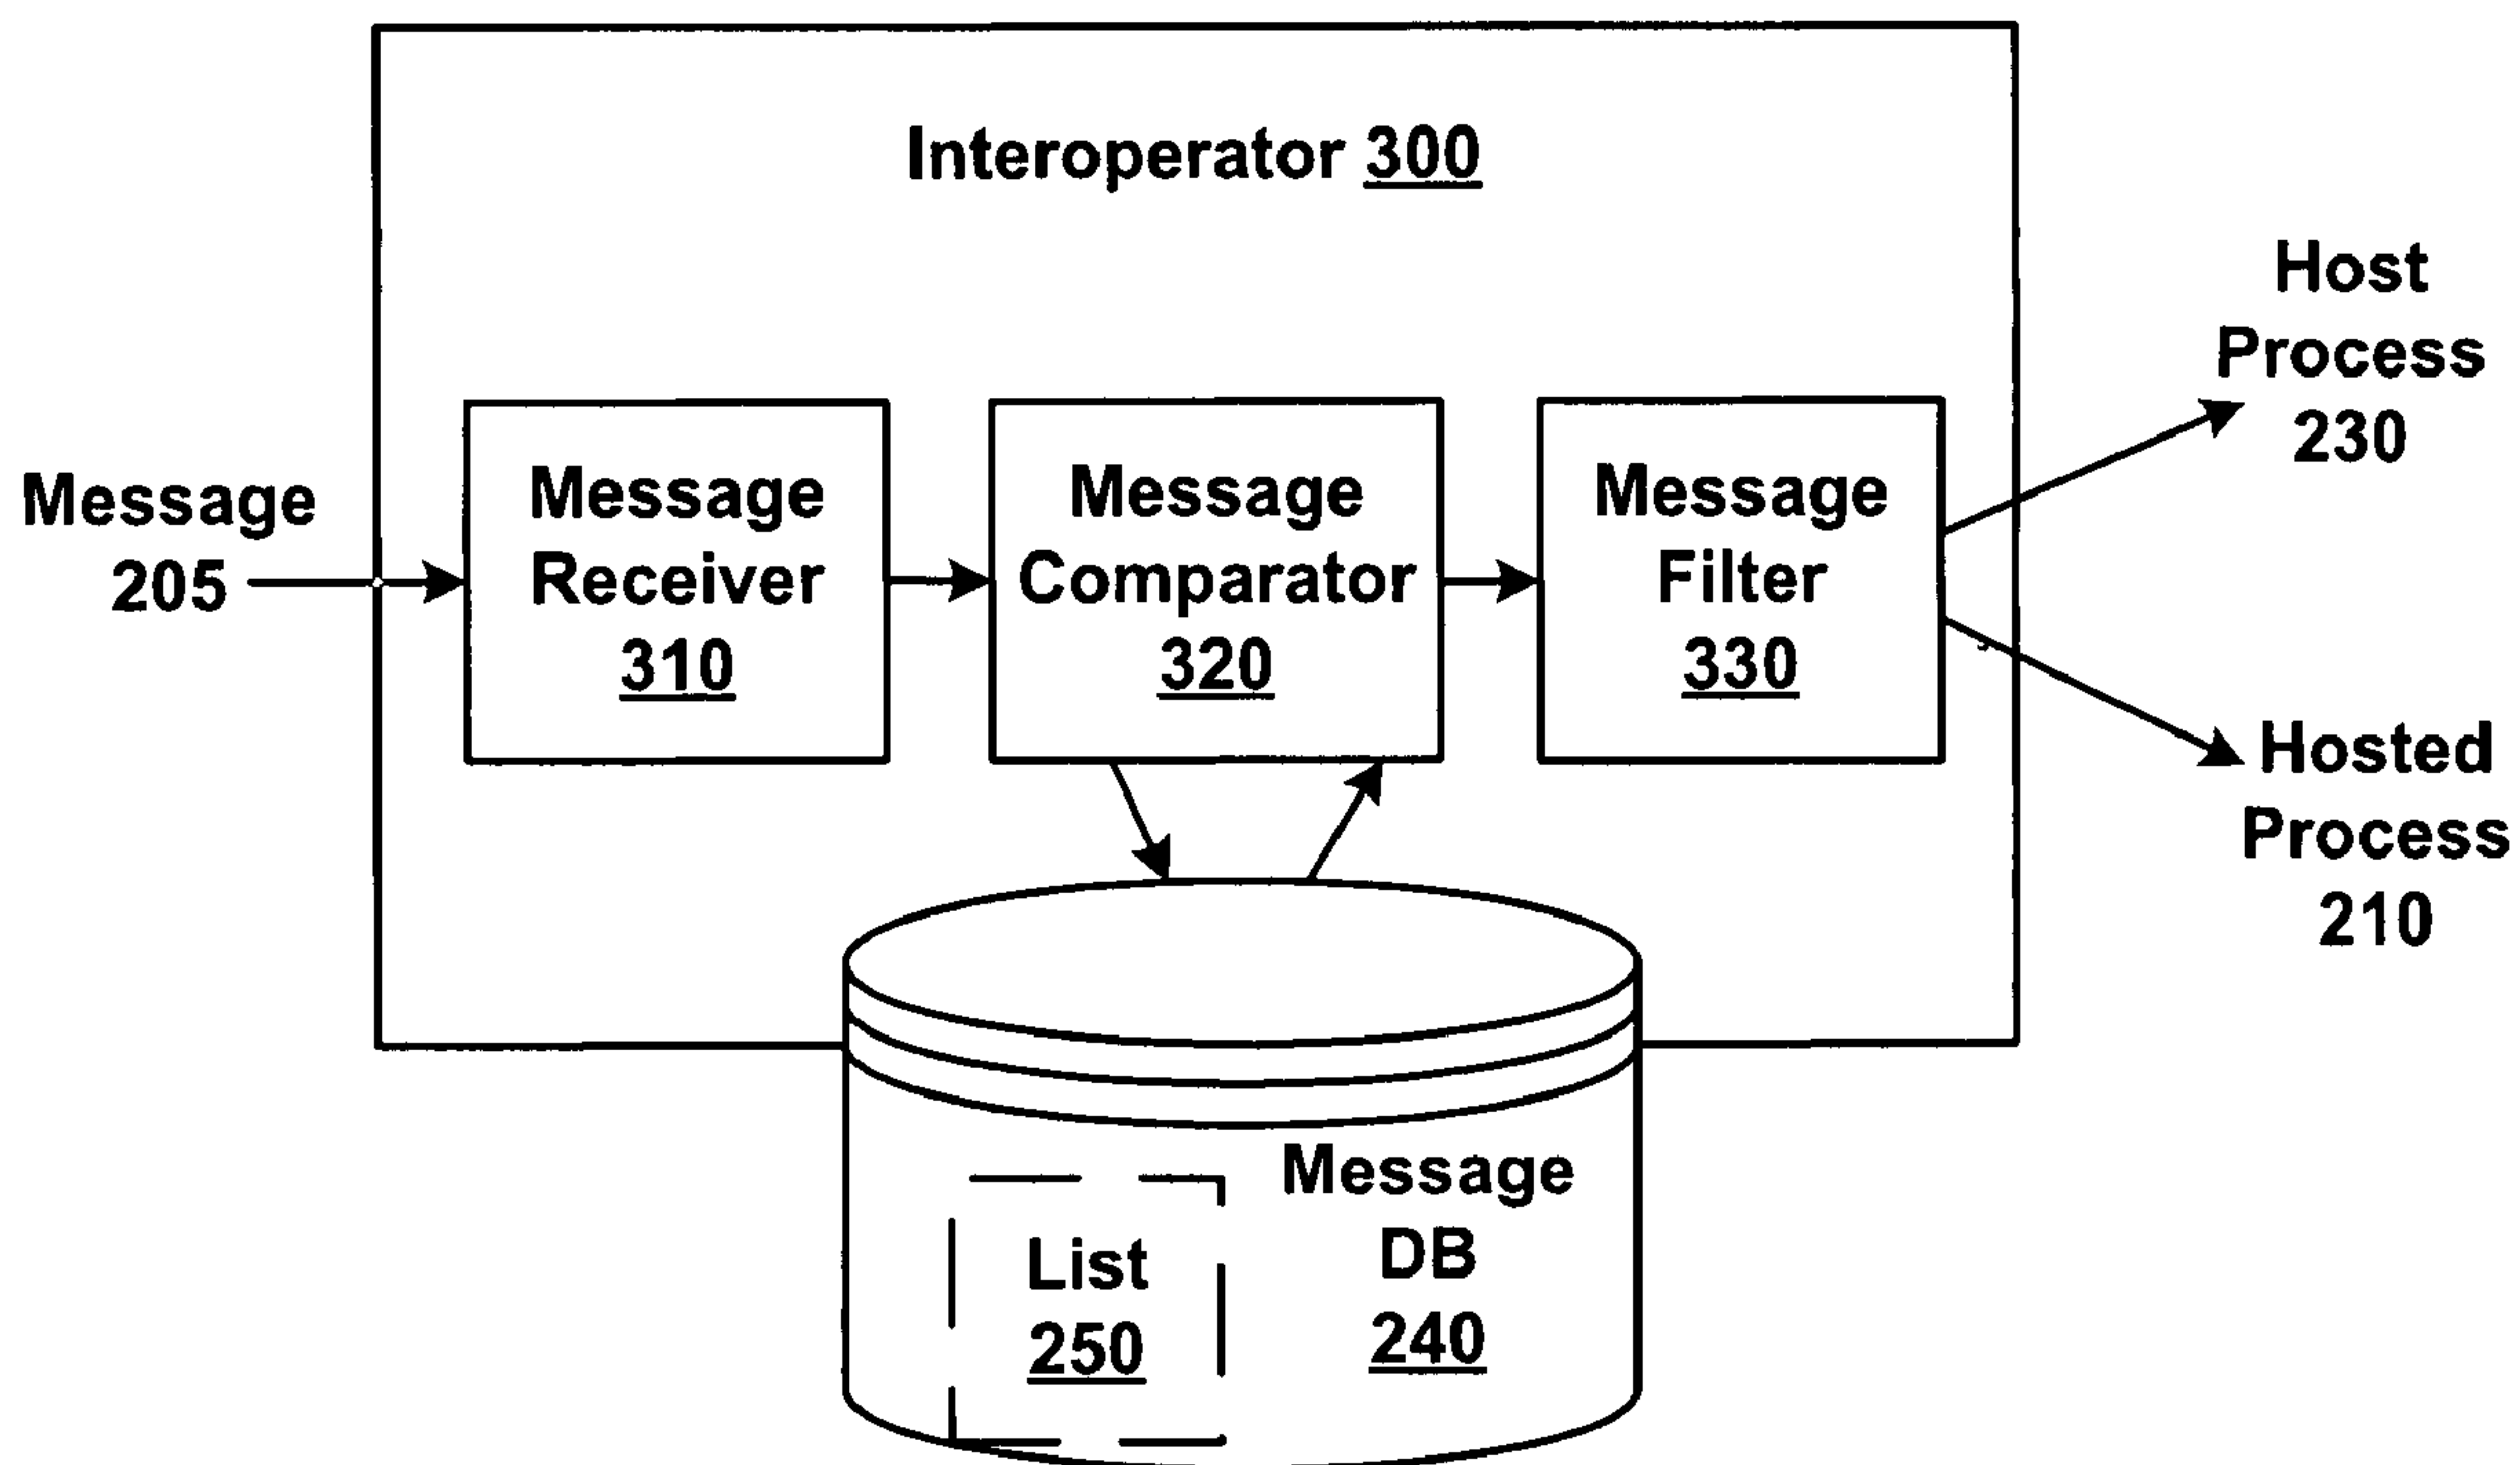 Interoperator 300
Message
205
Message
Receiver
310
Message
Comparator
320
Message
Filter
330
Host
Process
230
Hosted
Process
210
List
250
Message
DB
240